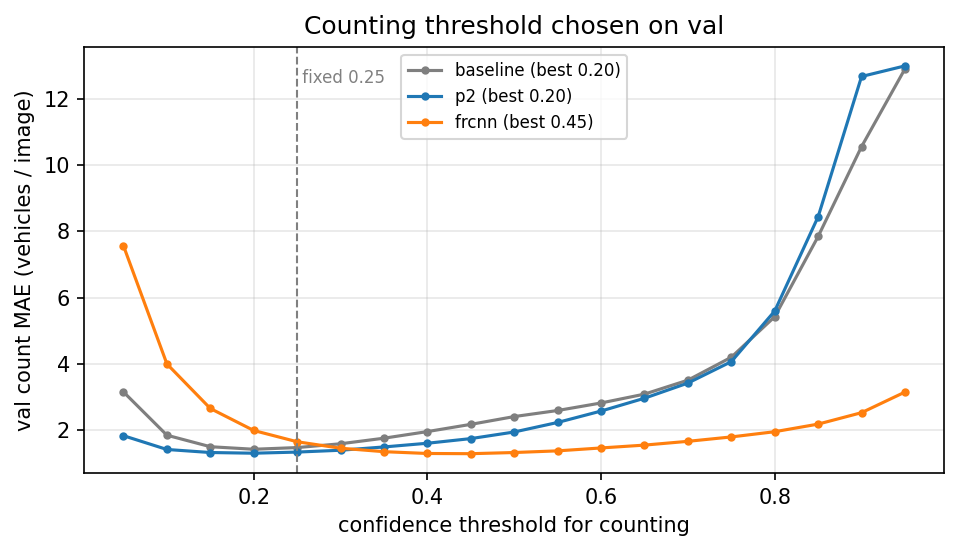 Counting threshold chosen on val
fixed 0.25
baseline (best 0.20)
p2 (best 0.20)
frcnn (best 0.45)
val count MAE (vehicles / image)
12
10
8
6
4
2
0.2
0.4
0.6
0.8
confidence threshold for counting